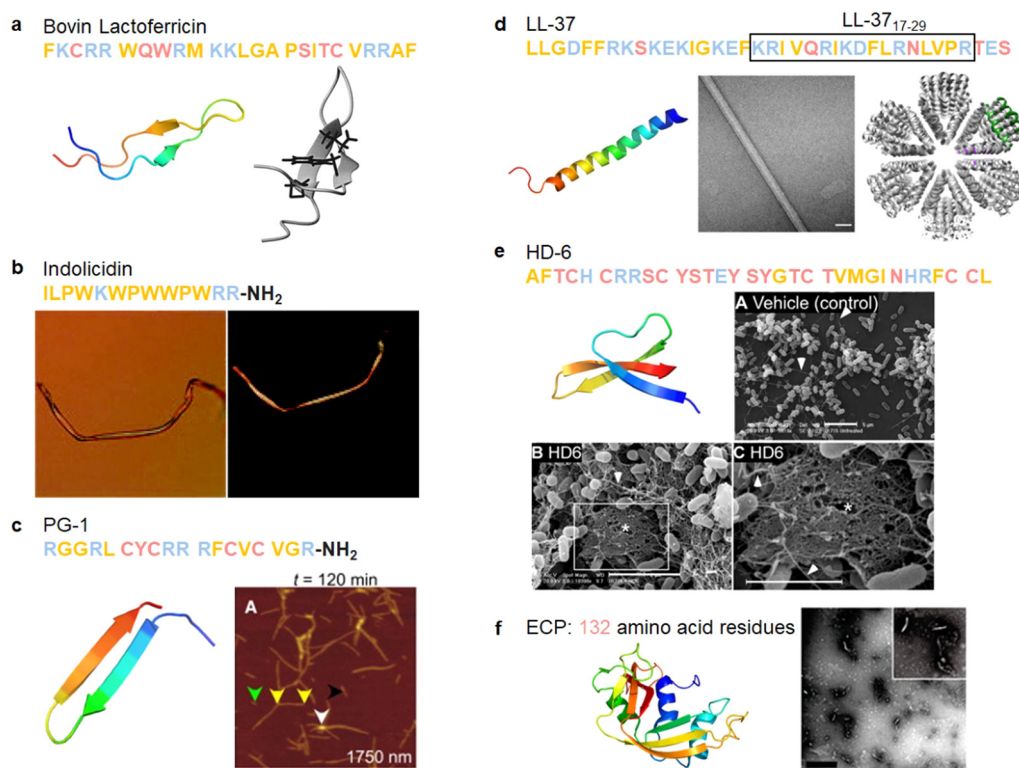 a Bovin Lactoferricin
FKCRR WQWRM KKLGA PSITC VRRAF
b Indolicidin
ILPWKWPWWPWRR-NH2
c PG-1
RGGRL CYCRR RFCVC VGR-NH2
t = 120 min
A
1750 nm
d LL-37 LL-37₁₇₋₂₉
LLGDFFRKSKEKIGKEFKRIVQRIKDFLRNLVPRTES
e HD-6
AFTCH CRRSC YSTEY SYGTC TVMGI NHRFC CL
A Vehicle (control)
B HD6
*
C HD6
*
f ECP: 132 amino acid residues